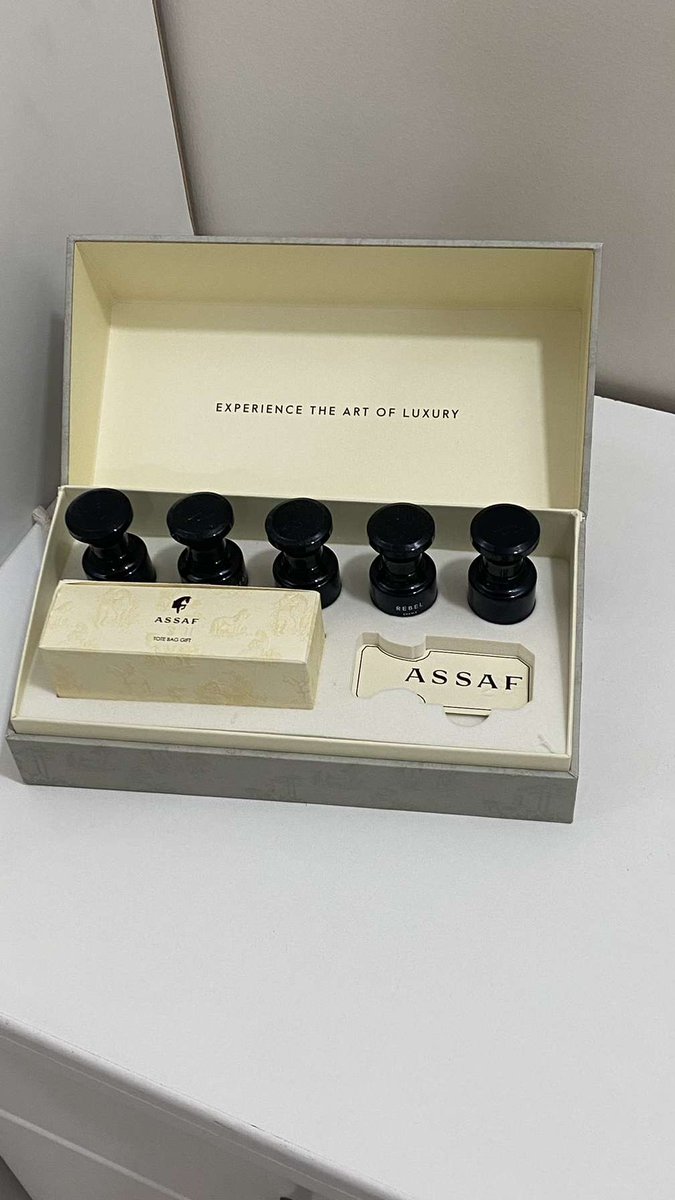 EXPERIENCE THE ART OF LUXURY
REBEL
ASSAF
TOTE BAG GIFT
ASSAF